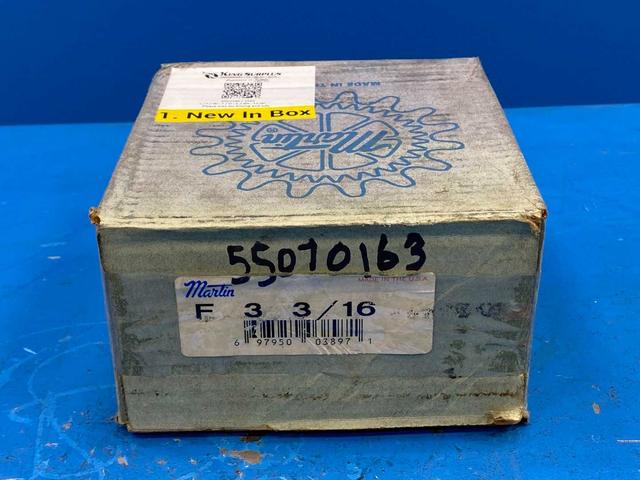 KING SURPLUS
1. New In Box
MADE IN T
Martin
®
55070163
Martin
MADE IN THE U.S.A.
F 3 3/16
6 97950 03897 1